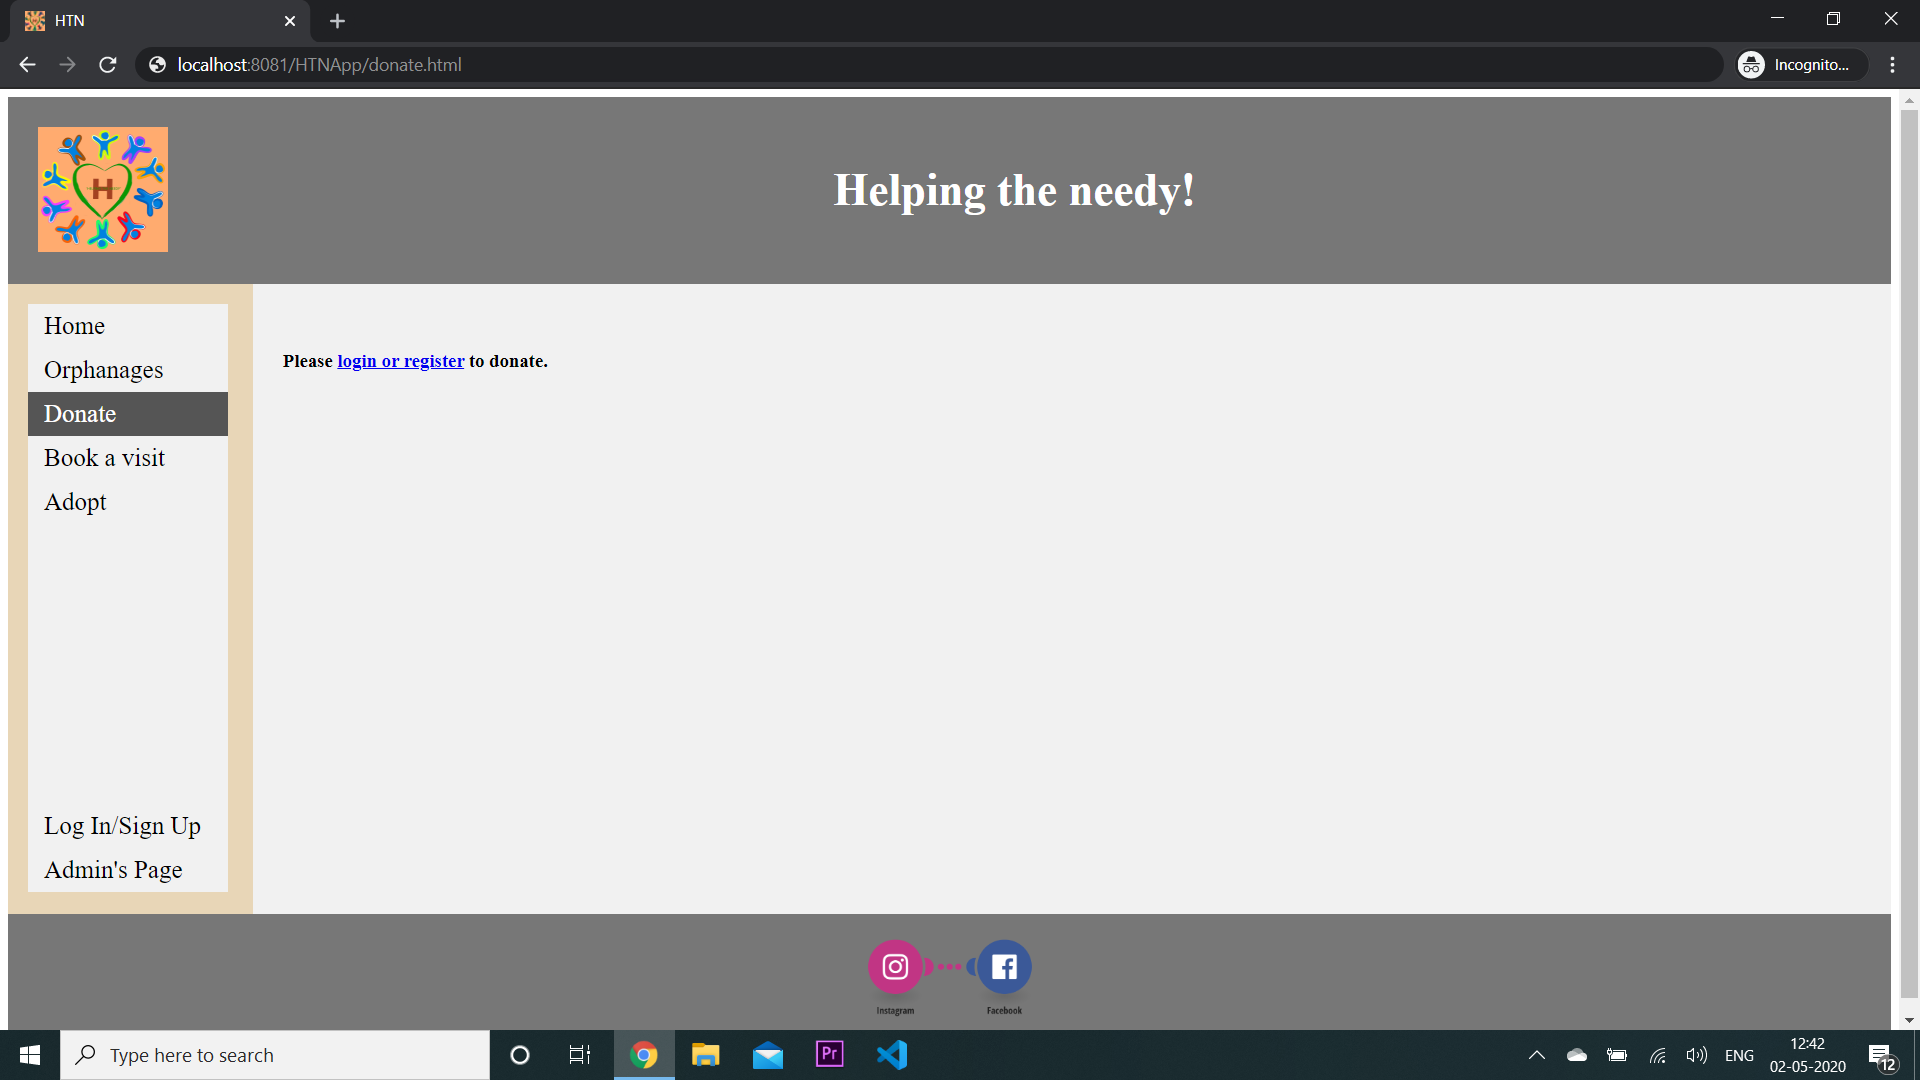 HTN
localhost:8081/HTNApp/donate.html
Incognito...
H
Helping the needy!
Home
Orphanages
Donate
Book a visit
Adopt
Please login or register to donate.
Log In/Sign Up
Admin's Page
Instagram
Facebook
Type here to search
Pr
ENG
12:42
02-05-2020
12